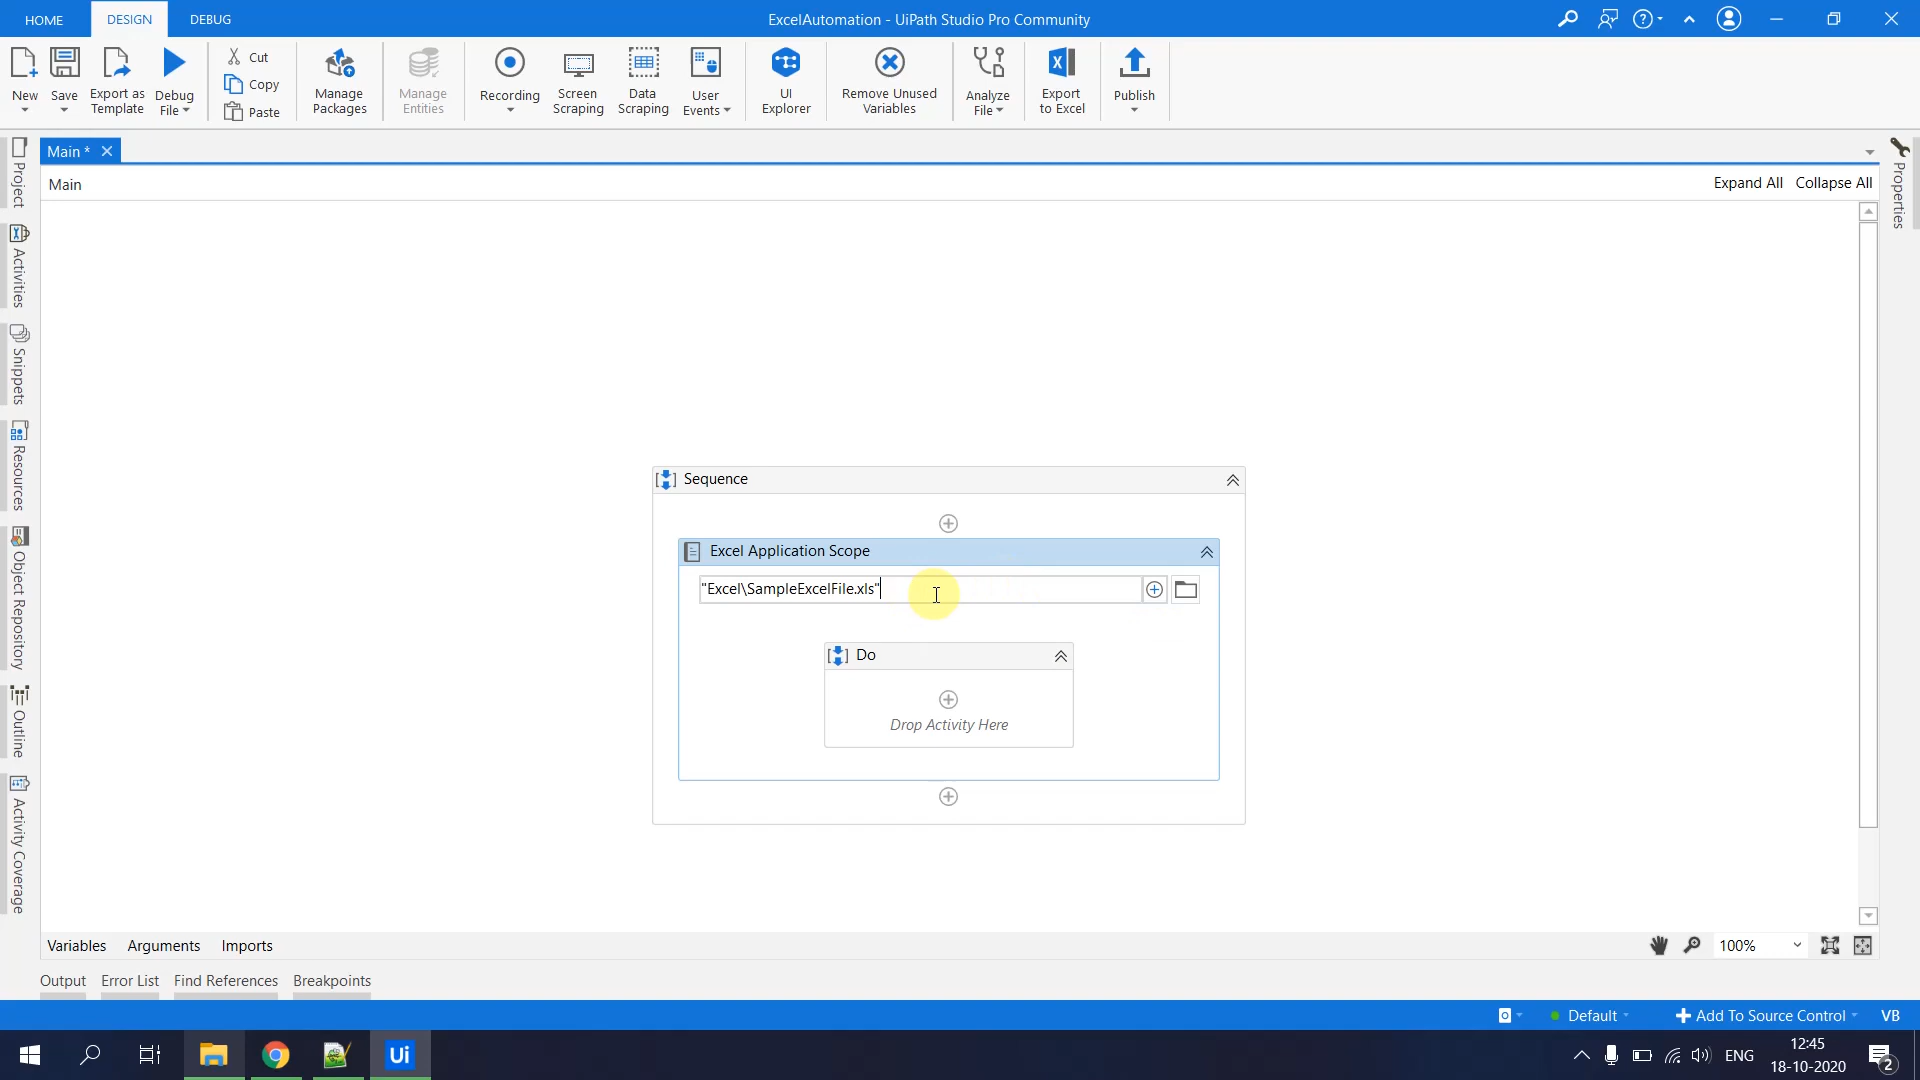 HOME
DESIGN
DEBUG
ExcelAutomation - UiPath Studio Pro Community
New
Save
Export as
Template
Debug
File
Cut
Copy
Paste
Manage
Packages
Manage
Entities
Recording
Screen
Scraping
Data
Scraping
User
Events
UI
Explorer
Remove Unused
Variables
Analyze
File
Export
to Excel
Publish
Main *
Main
Expand All
Collapse All
Project
Activities
Snippets
Resources
Object Repository
Outline
Activity Coverage
Properties
Sequence
Excel Application Scope
"Excel\SampleExcelFile.xls"
Do
Drop Activity Here
Variables
Arguments
Imports
100%
Output
Error List
Find References
Breakpoints
Default
Add To Source Control
VB
Ui
ENG
12:45
18-10-2020
2